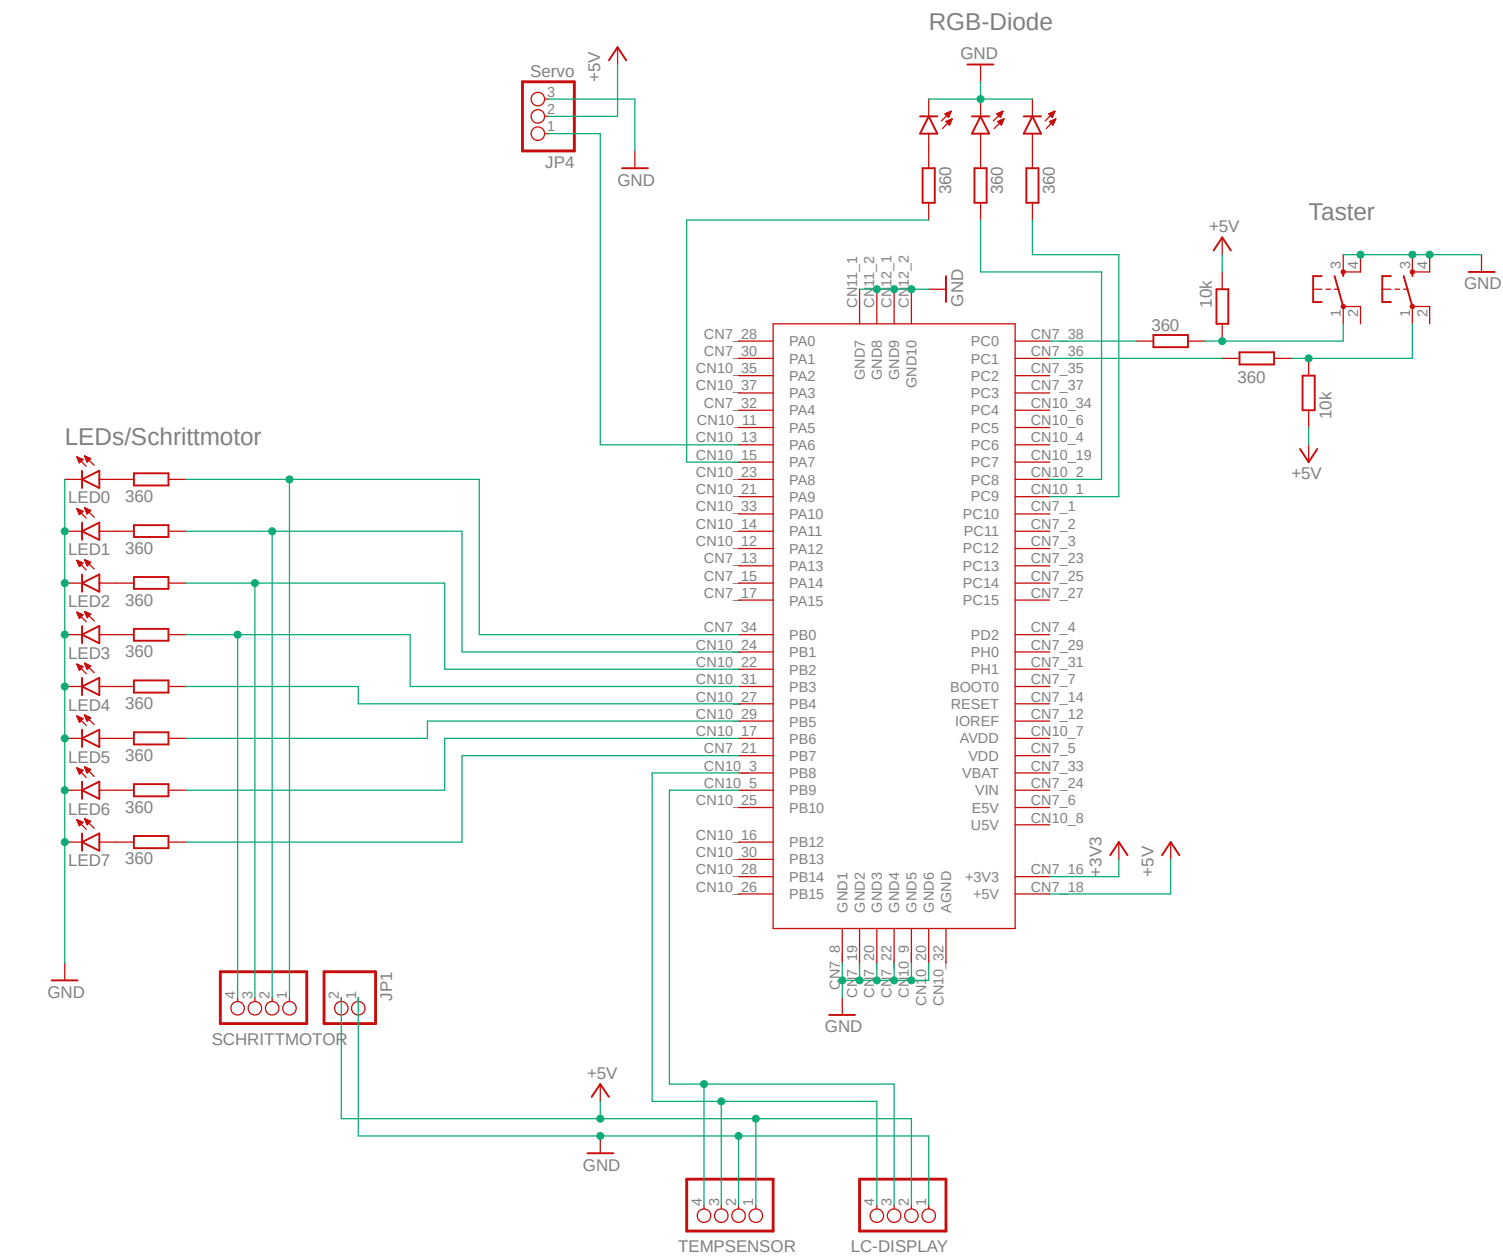 RGB-Diode
GND
Servo
+5V
3
2
1
JP4
GND
360
360
360
Taster
+5V
10k
3
4
3
4
1
2
1
2
GND
360
360
10k
+5V
CN11_1
CN11_2
CN12_1
CN12_2
GND
GND7
GND8
GND9
GND10
CN7_28 PA0
CN7_30 PA1
CN10_35 PA2
CN10_37 PA3
CN7_32 PA4
CN10_11 PA5
CN10_13 PA6
CN10_15 PA7
CN10_23 PA8
CN10_21 PA9
CN10_33 PA10
CN10_14 PA11
CN10_12 PA12
CN7_13 PA13
CN7_15 PA14
CN7_17 PA15
CN7_34 PB0
CN10_24 PB1
CN10_22 PB2
CN10_31 PB3
CN10_27 PB4
CN10_29 PB5
CN10_17 PB6
CN7_21 PB7
CN10_3 PB8
CN10_5 PB9
CN10_25 PB10
CN10_16 PB12
CN10_30 PB13
CN10_28 PB14
CN10_26 PB15
PC0 CN7_38
PC1 CN7_36
PC2 CN7_35
PC3 CN7_37
PC4 CN10_34
PC5 CN10_6
PC6 CN10_4
PC7 CN10_19
PC8 CN10_2
PC9 CN10_1
PC10 CN7_1
PC11 CN7_2
PC12 CN7_3
PC13 CN7_23
PC14 CN7_25
PC15 CN7_27
PD2 CN7_4
PH0 CN7_29
PH1 CN7_31
BOOT0 CN7_7
RESET CN7_14
IOREF CN7_12
AVDD CN10_7
VDD CN7_5
VBAT CN7_33
VIN CN7_24
E5V CN7_6
U5V CN10_8
+3V3 CN7_16
+5V CN7_18
+3V3
+5V
GND1
GND2
GND3
GND4
GND5
GND6
AGND
CN7_8
CN7_19
CN7_20
CN7_22
CN10_9
CN10_20
CN10_32
GND
LEDs/Schrittmotor
LED0 360
LED1 360
LED2 360
LED3 360
LED4 360
LED5 360
LED6 360
LED7 360
GND
4
3
2
1
SCHRITTMOTOR
2
1
JP1
+5V
GND
4
3
2
1
TEMPSENSOR
4
3
2
1
LC-DISPLAY